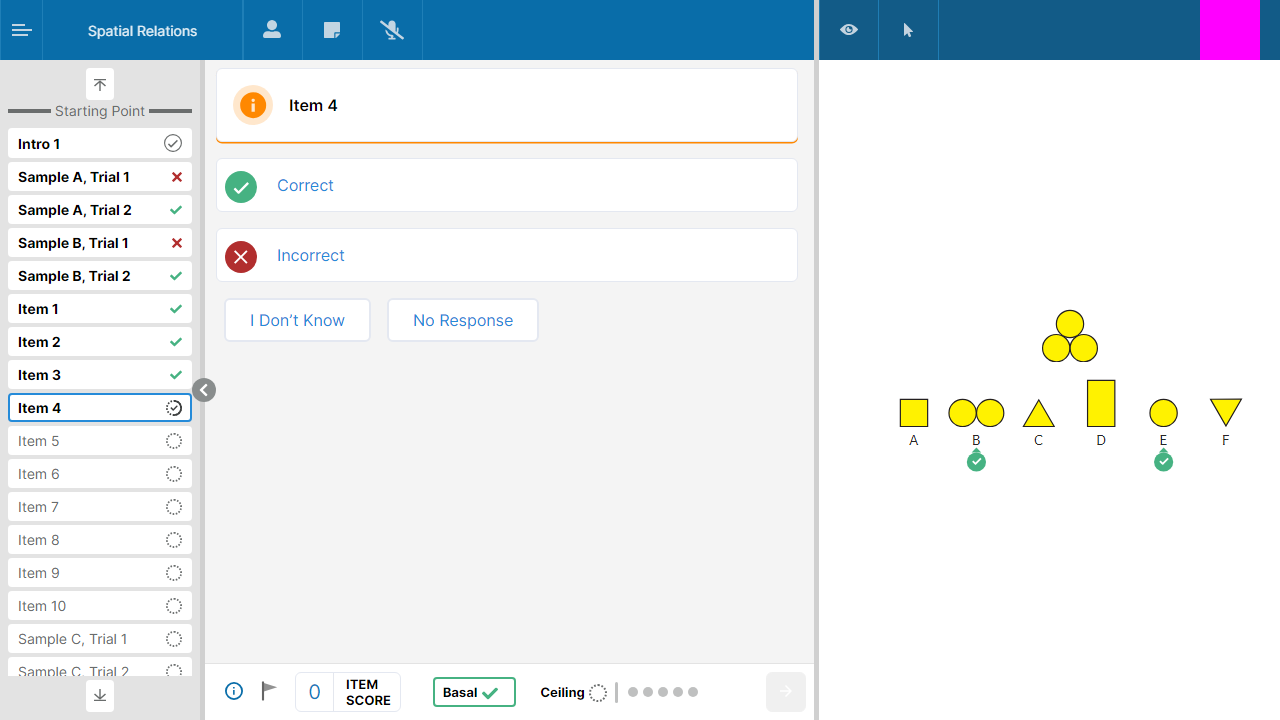 Spatial Relations
Starting Point
Intro 1
Sample A, Trial 1
Sample A, Trial 2
Sample B, Trial 1
Sample B, Trial 2
Item 1
Item 2
Item 3
Item 4
Item 5
Item 6
Item 7
Item 8
Item 9
Item 10
Sample C, Trial 1
Sample C, Trial 2
Item 4
Correct
Incorrect
I Don’t Know
No Response
0
ITEM
SCORE
Basal
Ceiling
A B C D E F